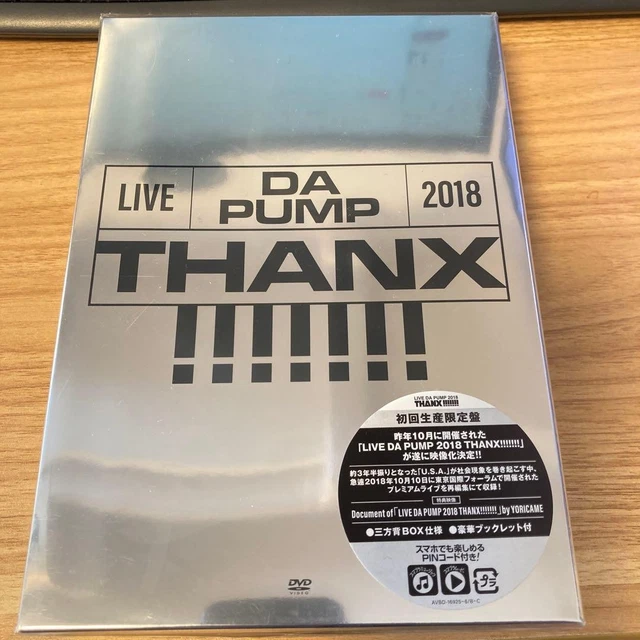 LIVE
DA
PUMP
2018
THANX
!!!!!!!
LIVE DA PUMP 2018
THANX!!!!!!!
初回生産限定盤
昨年10月に開催された
「LIVE DA PUMP 2018 THANX!!!!!!!」
が遂に映像化決定!!
約3年半振りとなった「U.S.A.」が社会現象を巻き起こす中、
急遽2018年10月10日に東京国際フォーラムで開催された
プレミアムライブを再編集にて収録!
特典映像
Document of「LIVE DA PUMP 2018 THANX!!!!!!!」by YORICAME
●三方背BOX仕様 ●豪華ブックレット付
スマホでも楽しめる
PINコード付き!
プラ
DVD
VIDEO